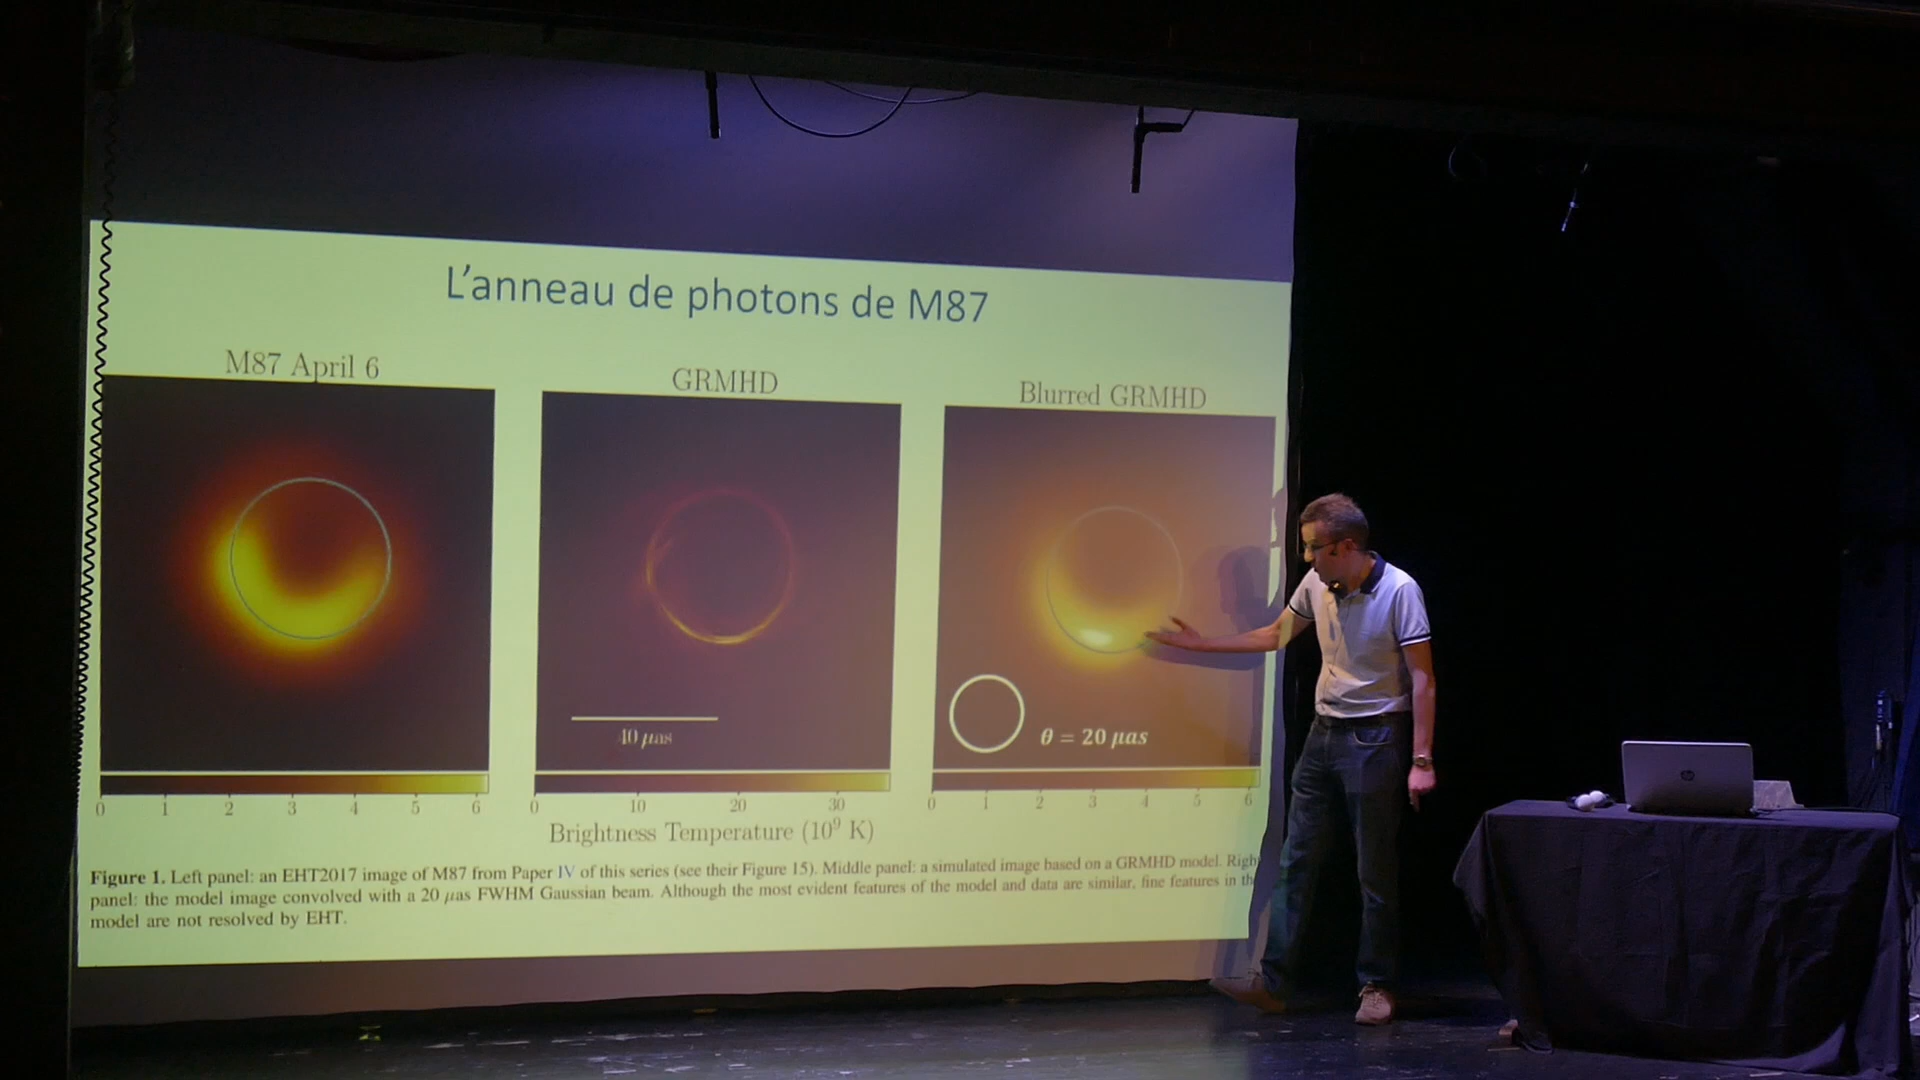 L'anneau de photons de M87
M87 April 6
GRMHD
Blurred GRMHD
40 µas
θ = 20 µas
0 1 2 3 4 5 6
0 10 20 30
0 1 2 3 4 5 6
Brightness Temperature (10⁹ K)
Figure 1. Left panel: an EHT2017 image of M87 from Paper IV of this series (see their Figure 15). Middle panel: a simulated image based on a GRMHD model. Righ
panel: the model image convolved with a 20 µas FWHM Gaussian beam. Although the most evident features of the model and data are similar, fine features in th
model are not resolved by EHT.
hp